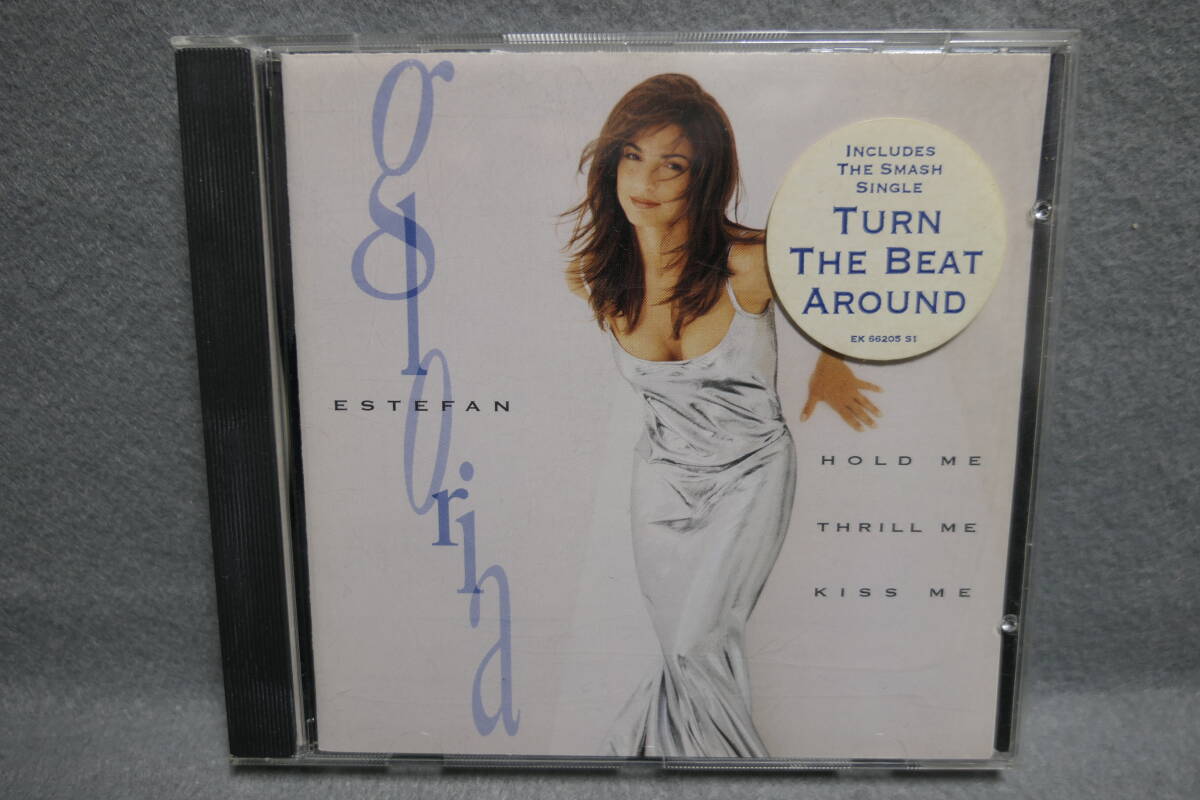 gloria
ESTEFAN
INCLUDES
THE SMASH
SINGLE
TURN
THE BEAT
AROUND
EK 66205 S1
HOLD ME
THRILL ME
KISS ME